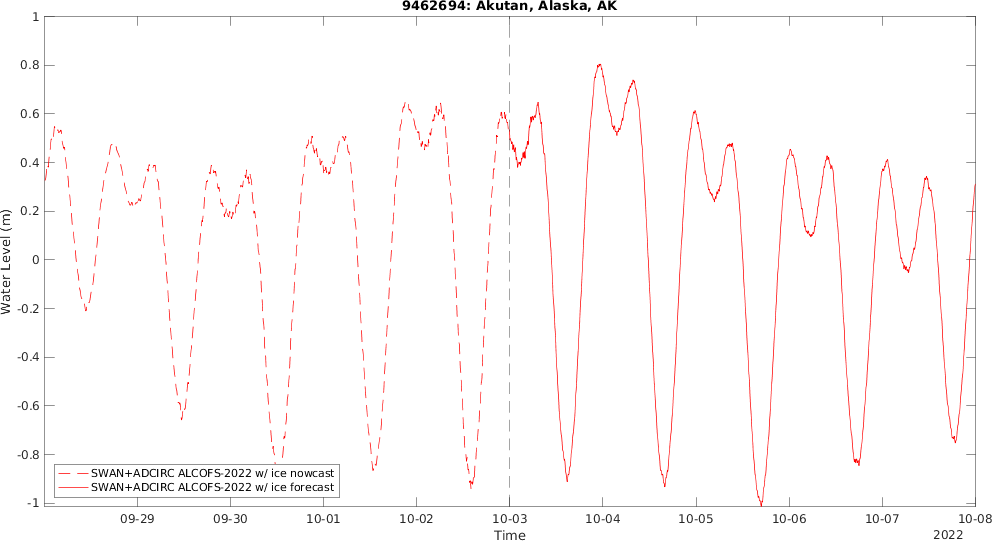 9462694: Akutan, Alaska, AK
1
0.8
0.6
0.4
0.2
0
-0.2
-0.4
-0.6
-0.8
-1
Water Level (m)
SWAN+ADCIRC ALCOFS-2022 w/ ice nowcast
SWAN+ADCIRC ALCOFS-2022 w/ ice forecast
09-29 09-30 10-01 10-02 10-03 10-04 10-05 10-06 10-07 10-08
Time
2022